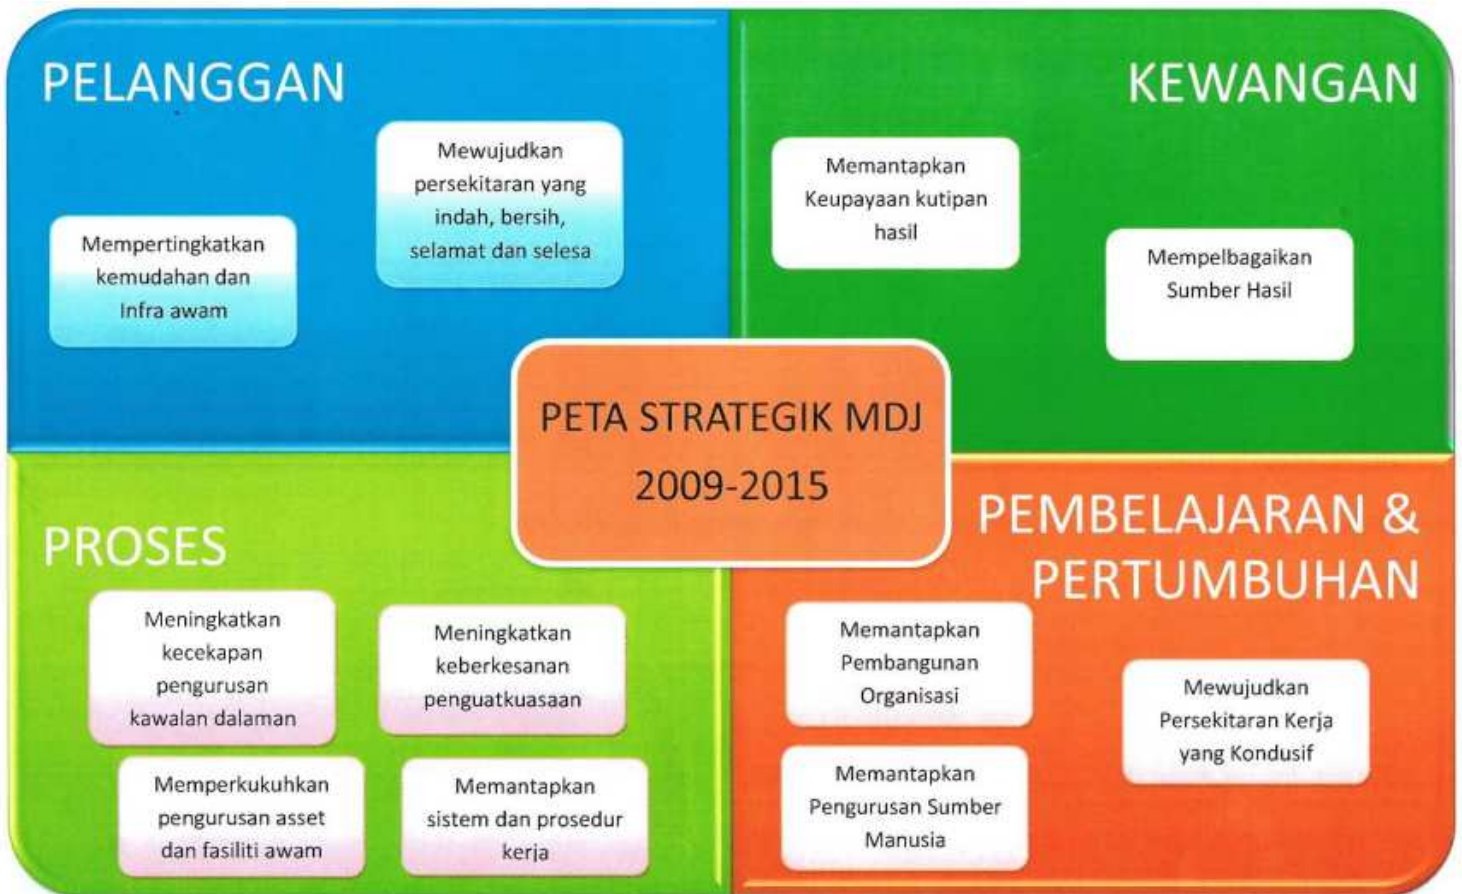 PELANGGAN
Mempertingkatkan
kemudahan dan
Infra awam
Mewujudkan
persekitaran yang
indah, bersih,
selamat dan selesa
KEWANGAN
Memantapkan
Keupayaan kutipan
hasil
Mempelbagaikan
Sumber Hasil
PETA STRATEGIK MDJ
2009-2015
PROSES
Meningkatkan
kecekapan
pengurusan
kawalan dalaman
Meningkatkan
keberkesanan
penguatkuasaan
Memperkukuhkan
pengurusan asset
dan fasiliti awam
Memantapkan
sistem dan prosedur
kerja
PEMBELAJARAN &
PERTUMBUHAN
Memantapkan
Pembangunan
Organisasi
Mewujudkan
Persekitaran Kerja
yang Kondusif
Memantapkan
Pengurusan Sumber
Manusia